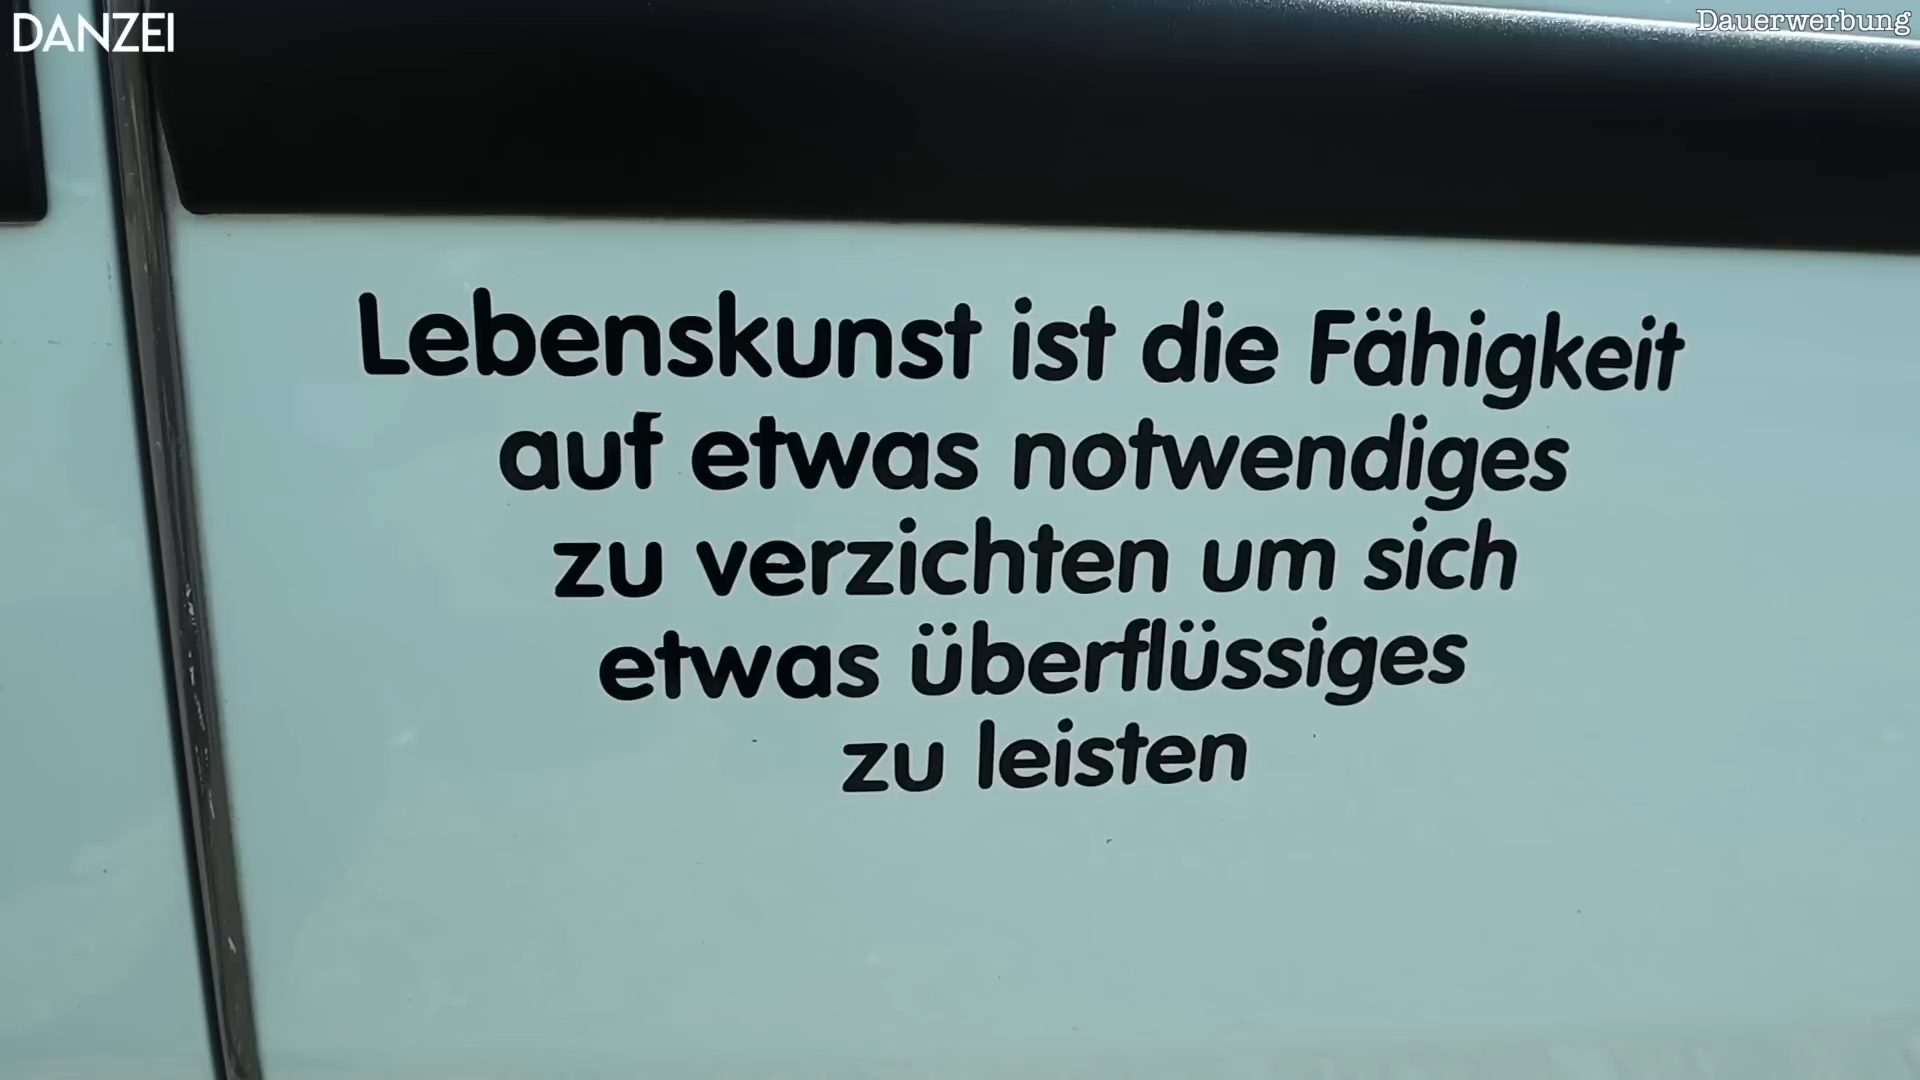 DANZEI
Dauerwerbung
Lebenskunst ist die Fähigkeit
auf etwas notwendiges
zu verzichten um sich
etwas überflüssiges
zu leisten